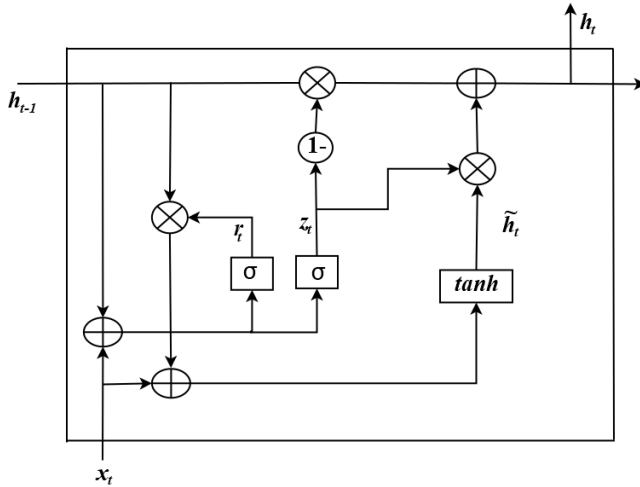 h_t
h_{t-1}
1-
r_t
z_t
h̃_t
σ
σ
tanh
x_t